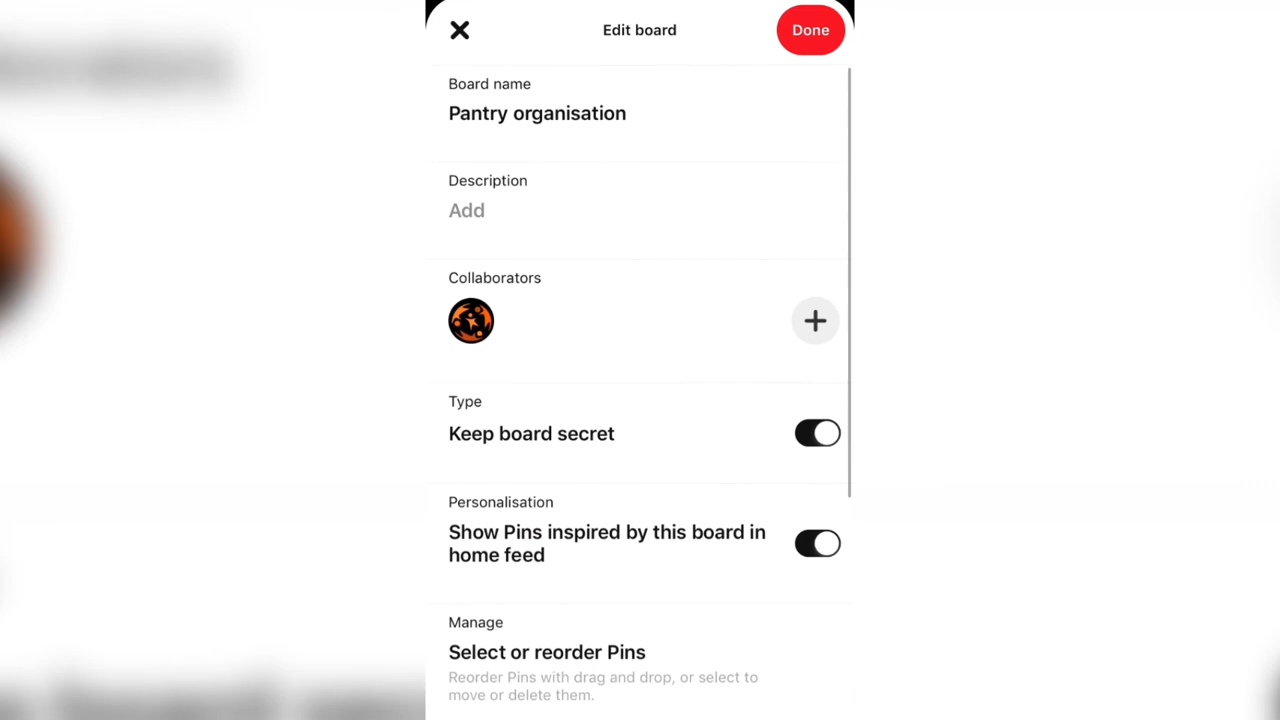 Edit board
Done
Board name
Pantry organisation
Description
Add
Collaborators
Type
Keep board secret
Personalisation
Show Pins inspired by this board in
home feed
Manage
Select or reorder Pins
Reorder Pins with drag and drop, or select to
move or delete them.